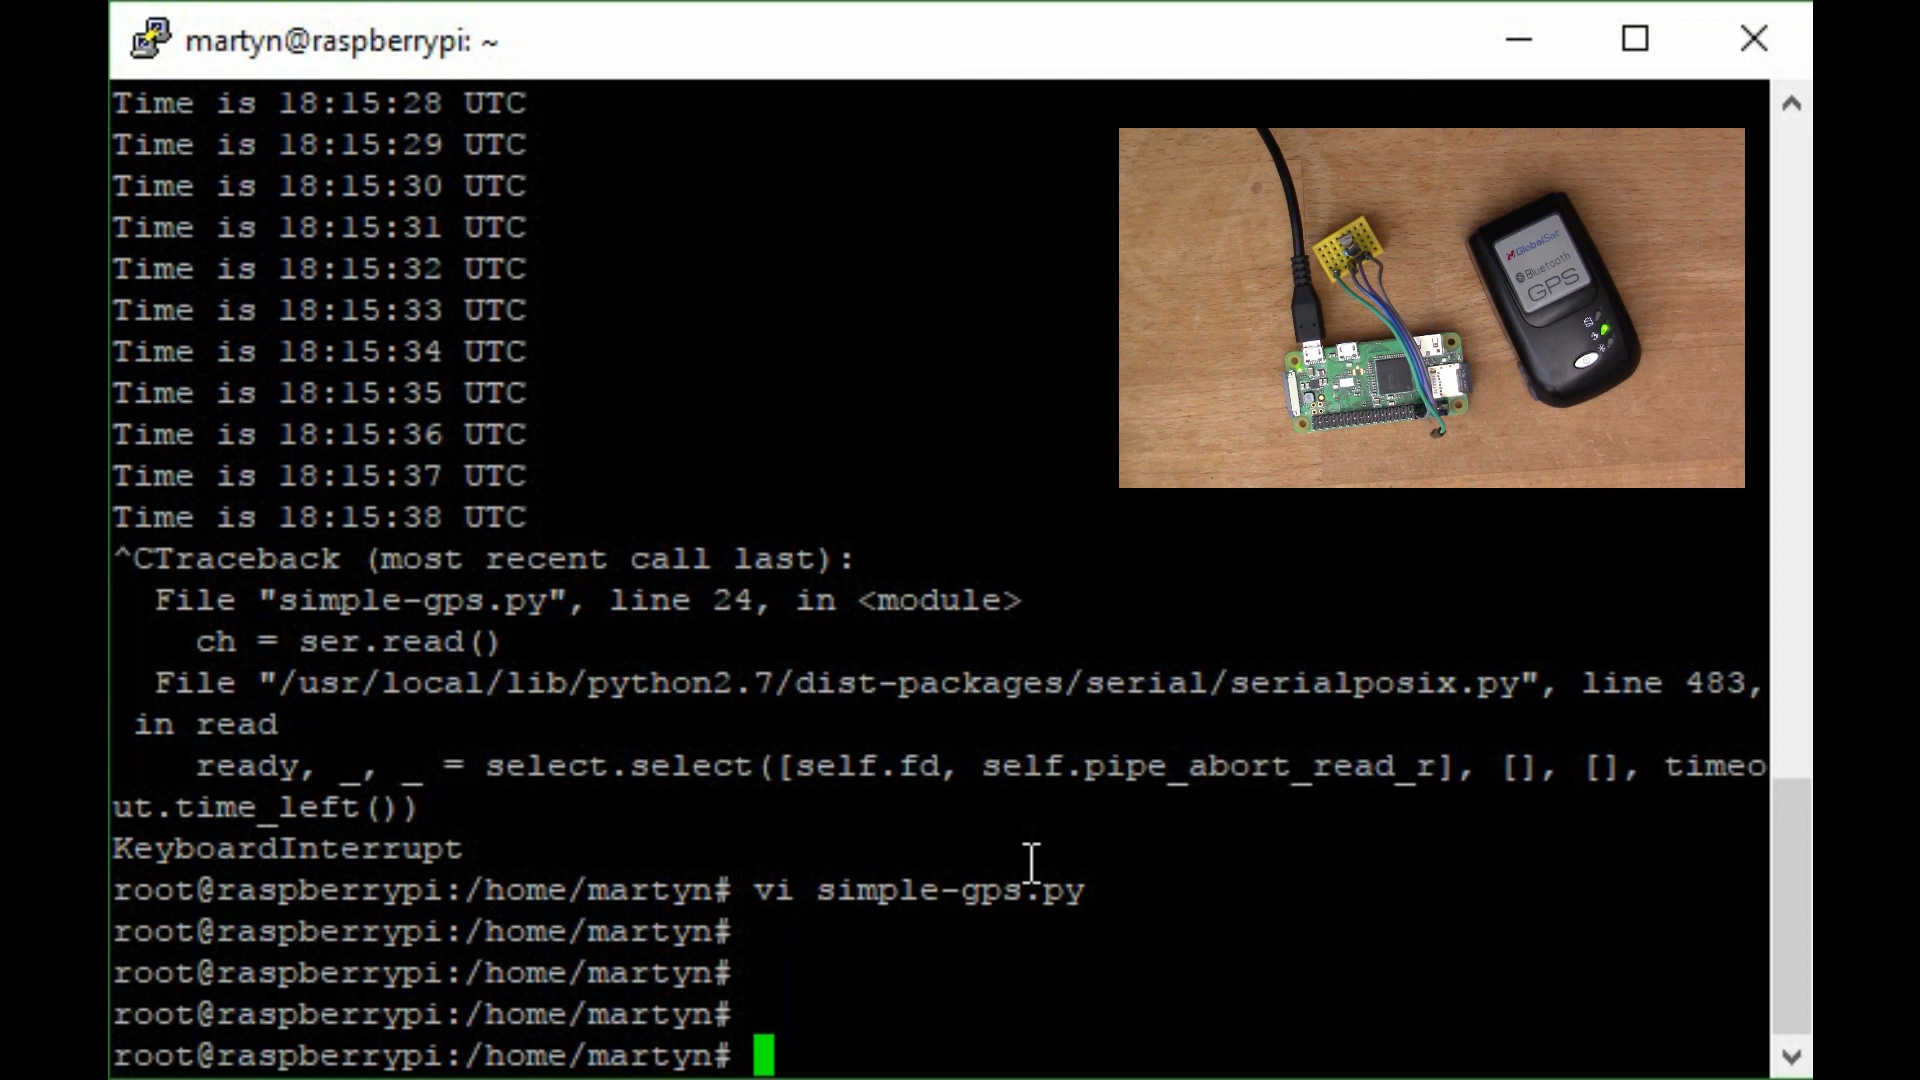 martyn@raspberrypi: ~
Time is 18:15:28 UTC
Time is 18:15:29 UTC
Time is 18:15:30 UTC
Time is 18:15:31 UTC
Time is 18:15:32 UTC
Time is 18:15:33 UTC
Time is 18:15:34 UTC
Time is 18:15:35 UTC
Time is 18:15:36 UTC
Time is 18:15:37 UTC
Time is 18:15:38 UTC
^CTraceback (most recent call last):
File "simple-gps.py", line 24, in <module>
ch = ser.read()
File "/usr/local/lib/python2.7/dist-packages/serial/serialposix.py", line 483,
in read
ready, _, _ = select.select([self.fd, self.pipe_abort_read_r], [], [], timeo
ut.time_left())
KeyboardInterrupt
root@raspberrypi:/home/martyn# vi simple-gps.py
root@raspberrypi:/home/martyn#
root@raspberrypi:/home/martyn#
root@raspberrypi:/home/martyn#
root@raspberrypi:/home/martyn#
GlobalSat
Bluetooth
GPS